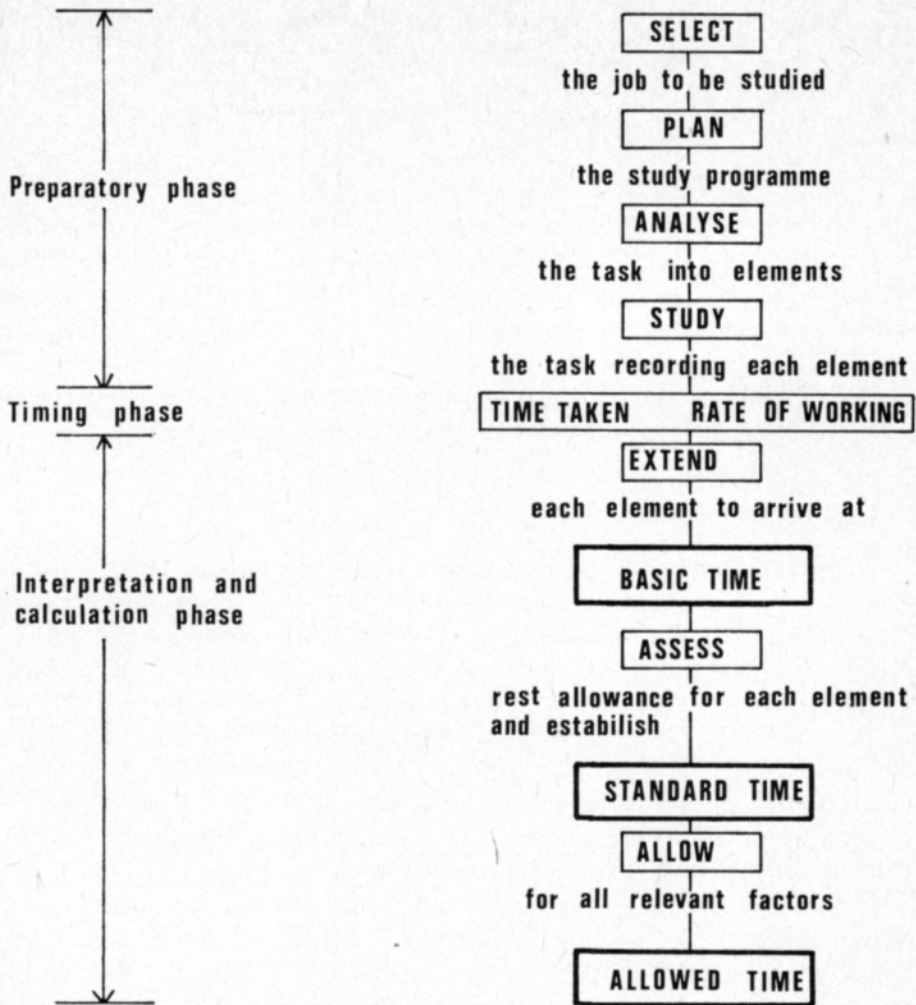 SELECT
the job to be studied
PLAN
Preparatory phase
the study programme
ANALYSE
the task into elements
STUDY
the task recording each element
Timing phase
TIME TAKEN RATE OF WORKING
EXTEND
each element to arrive at
Interpretation and
calculation phase
BASIC TIME
ASSESS
rest allowance for each element
and estabilish
STANDARD TIME
ALLOW
for all relevant factors
ALLOWED TIME